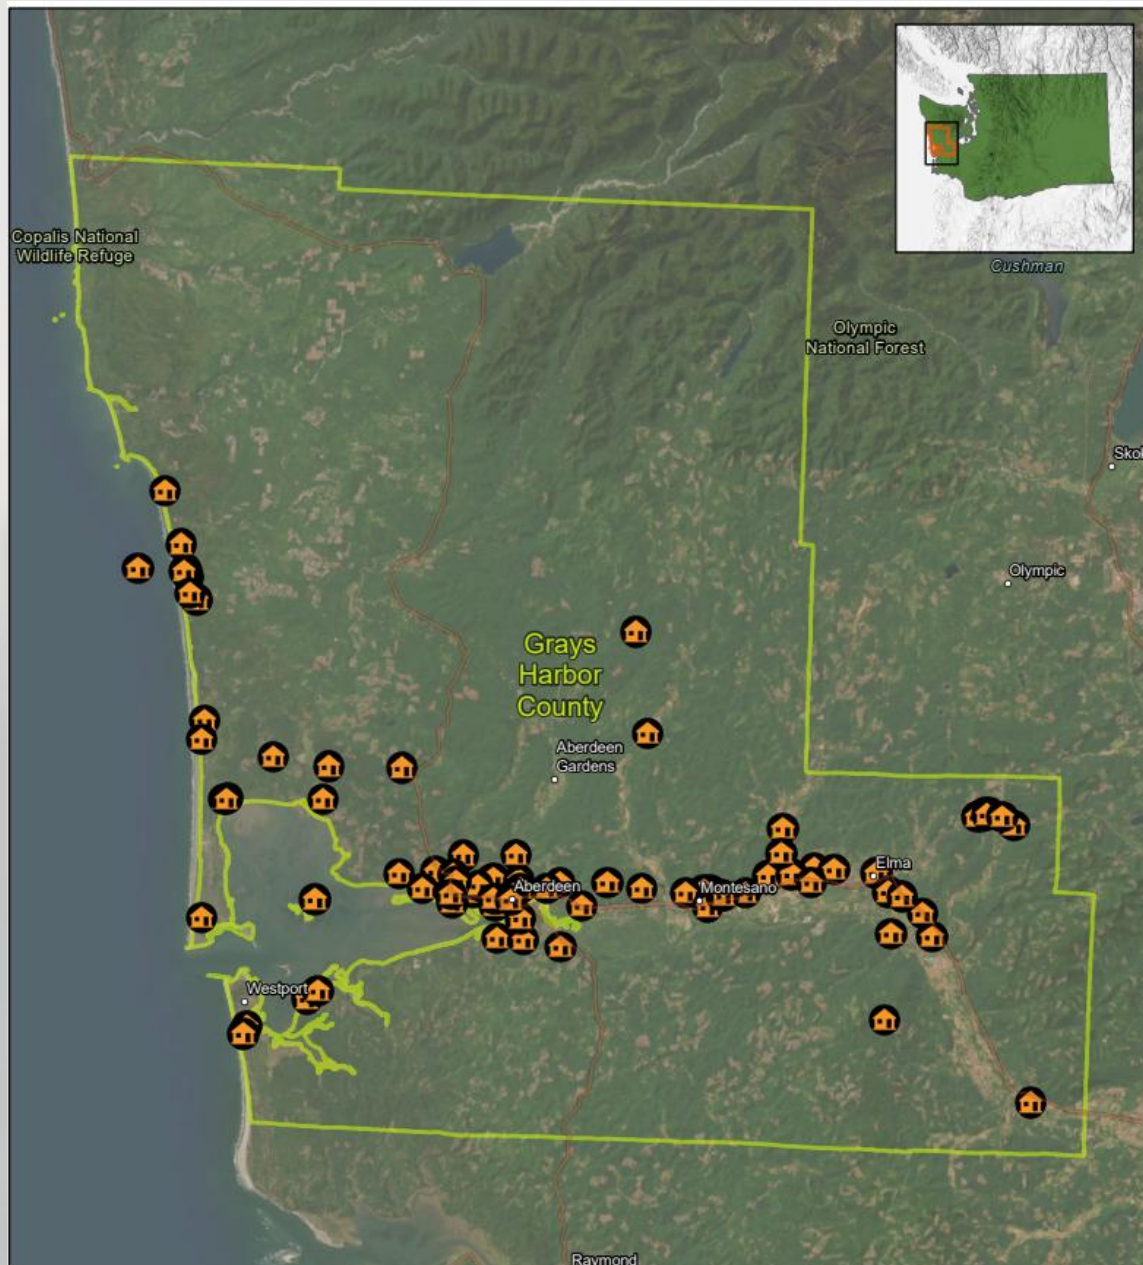 Copalis National
Wildlife Refuge
Cushman
Olympic
National Forest
Olympic
Grays
Harbor
County
Aberdeen
Gardens
Elma
Aberdeen
Montesano
Westport
Raymond